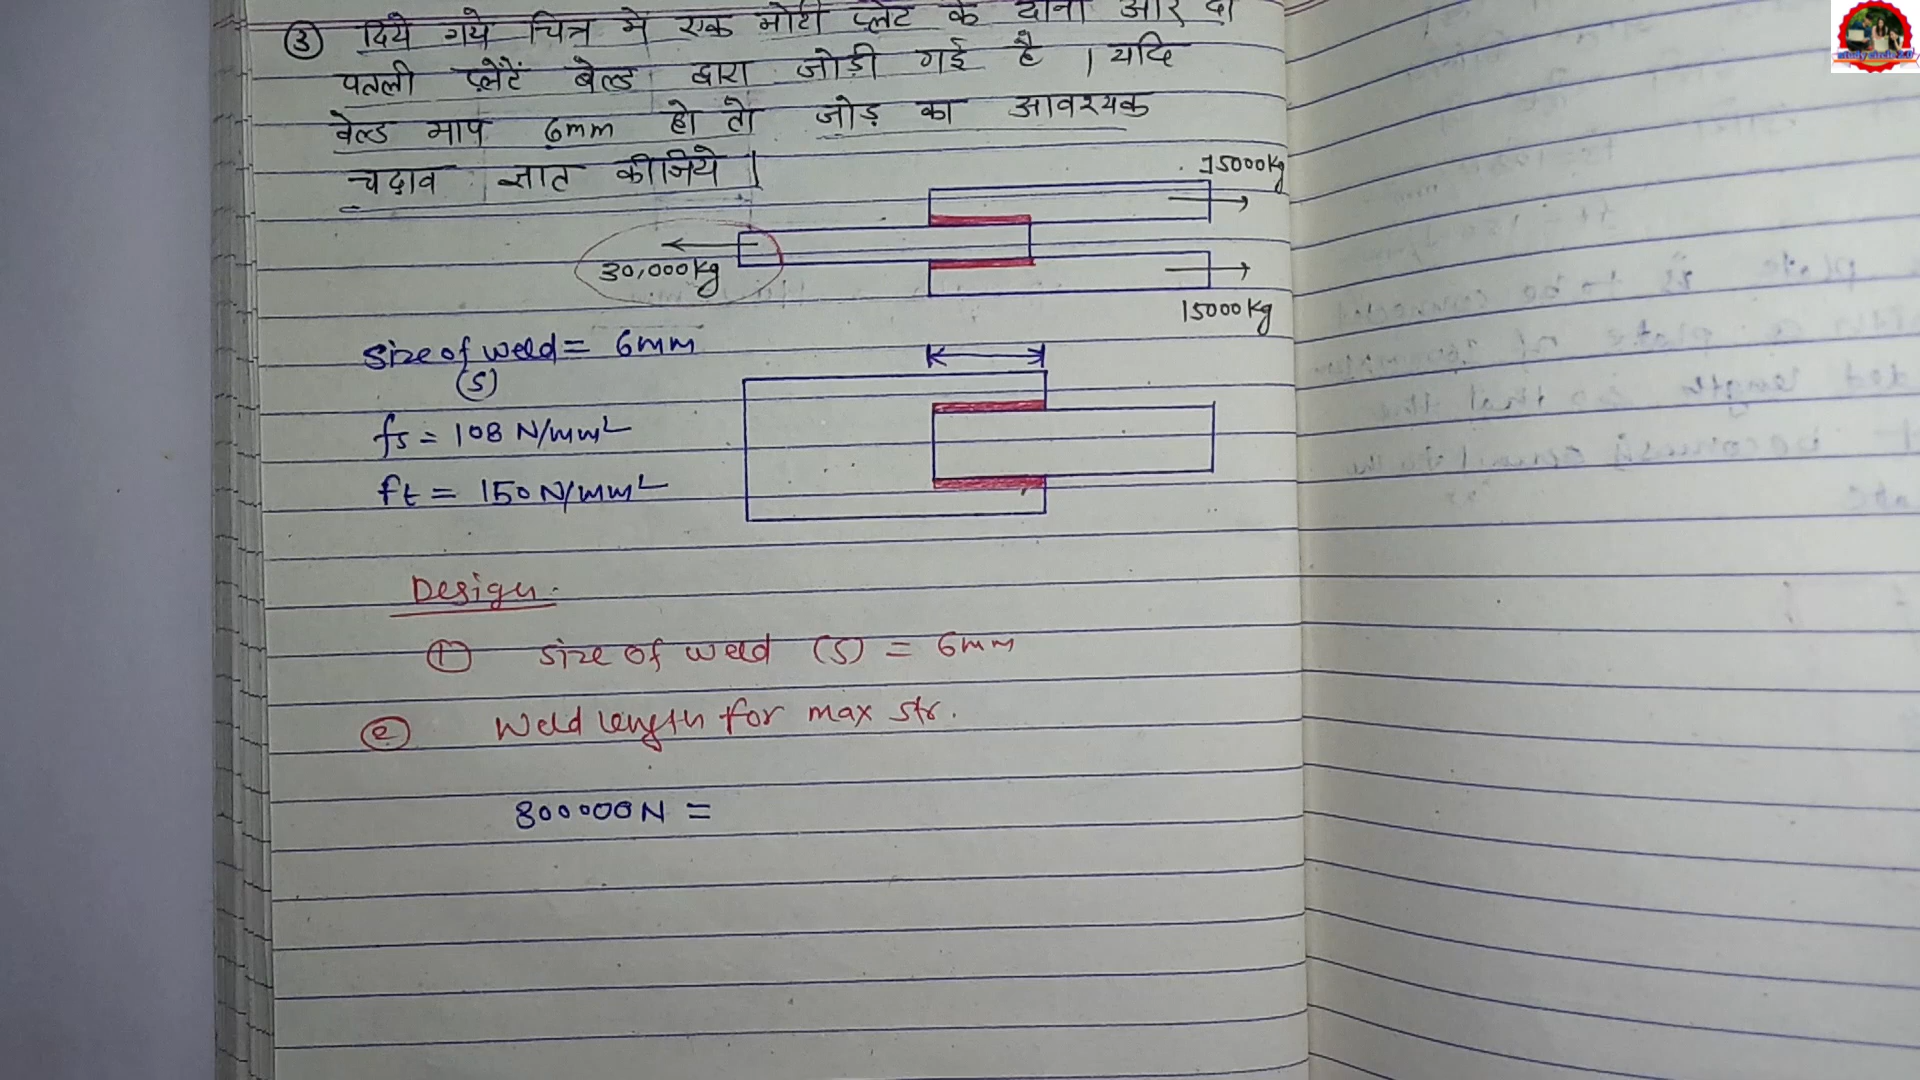 ③ दिये गये चित्र में एक मोटी प्लेट के दोनों ओर दो
पतली प्लेटें वेल्ड द्वारा जोड़ी गई है । यदि
वेल्ड माप 6mm हो तो जोड़ का आवश्यक
चढ़ाव ज्ञात कीजिये ।
15000Kg
30,000Kg
15000Kg
Size of weld = 6mm
(S)
fs = 108 N/mm²
ft = 150 N/mm²
Design.
① Size of weld (S) = 6mm
② Weld length for max str.
800000N =